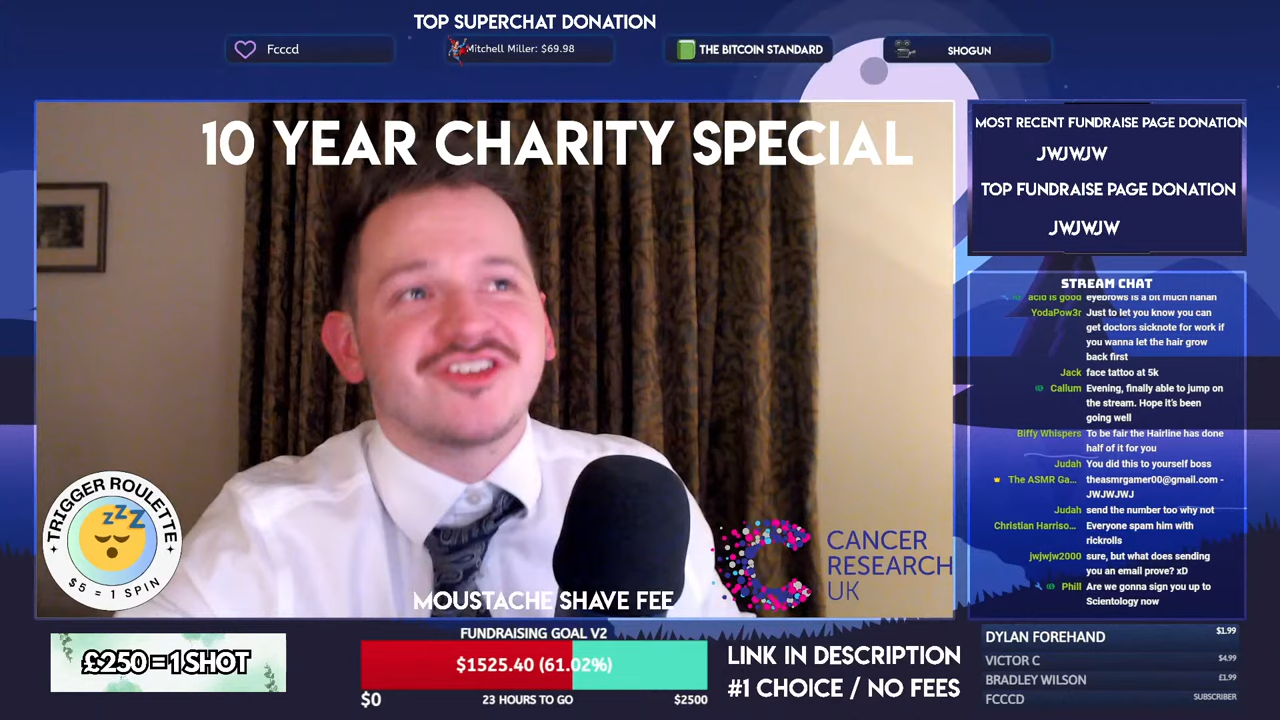 TOP SUPERCHAT DONATION
Fcccd
Mitchell Miller: $69.98
THE BITCOIN STANDARD
SHOGUN
10 YEAR CHARITY SPECIAL
MOST RECENT FUNDRAISE PAGE DONATION
JWJWJW
TOP FUNDRAISE PAGE DONATION
JWJWJW
STREAM CHAT
acid is good eyebrows is a bit much hahah
YodaPow3r Just to let you know you can
get doctors sicknote for work if
you wanna let the hair grow
back first
Jack face tattoo at 5k
Callum Evening, finally able to jump on
the stream. Hope it's been
going well
Biffy Whispers To be fair the Hairline has done
half of it for you
Judah You did this to yourself boss
The ASMR Ga... theasmrgamer00@gmail.com -
JWJWJWJ
Judah send the number too why not
Christian Harriso... Everyone spam him with
rickrolls
jwjwjw2000 sure, but what does sending
you an email prove? xD
Phill Are we gonna sign you up to
Scientology now
TRIGGER ROULETTE
zzZ
$5 = 1 SPIN
CANCER
RESEARCH
UK
MOUSTACHE SHAVE FEE
£250 = 1 SHOT
FUNDRAISING GOAL V2
$1525.40 (61.02%)
$0
23 HOURS TO GO
$2500
LINK IN DESCRIPTION
#1 CHOICE / NO FEES
DYLAN FOREHAND $1.99
VICTOR C $4.99
BRADLEY WILSON £1.99
FCCCD SUBSCRIBER